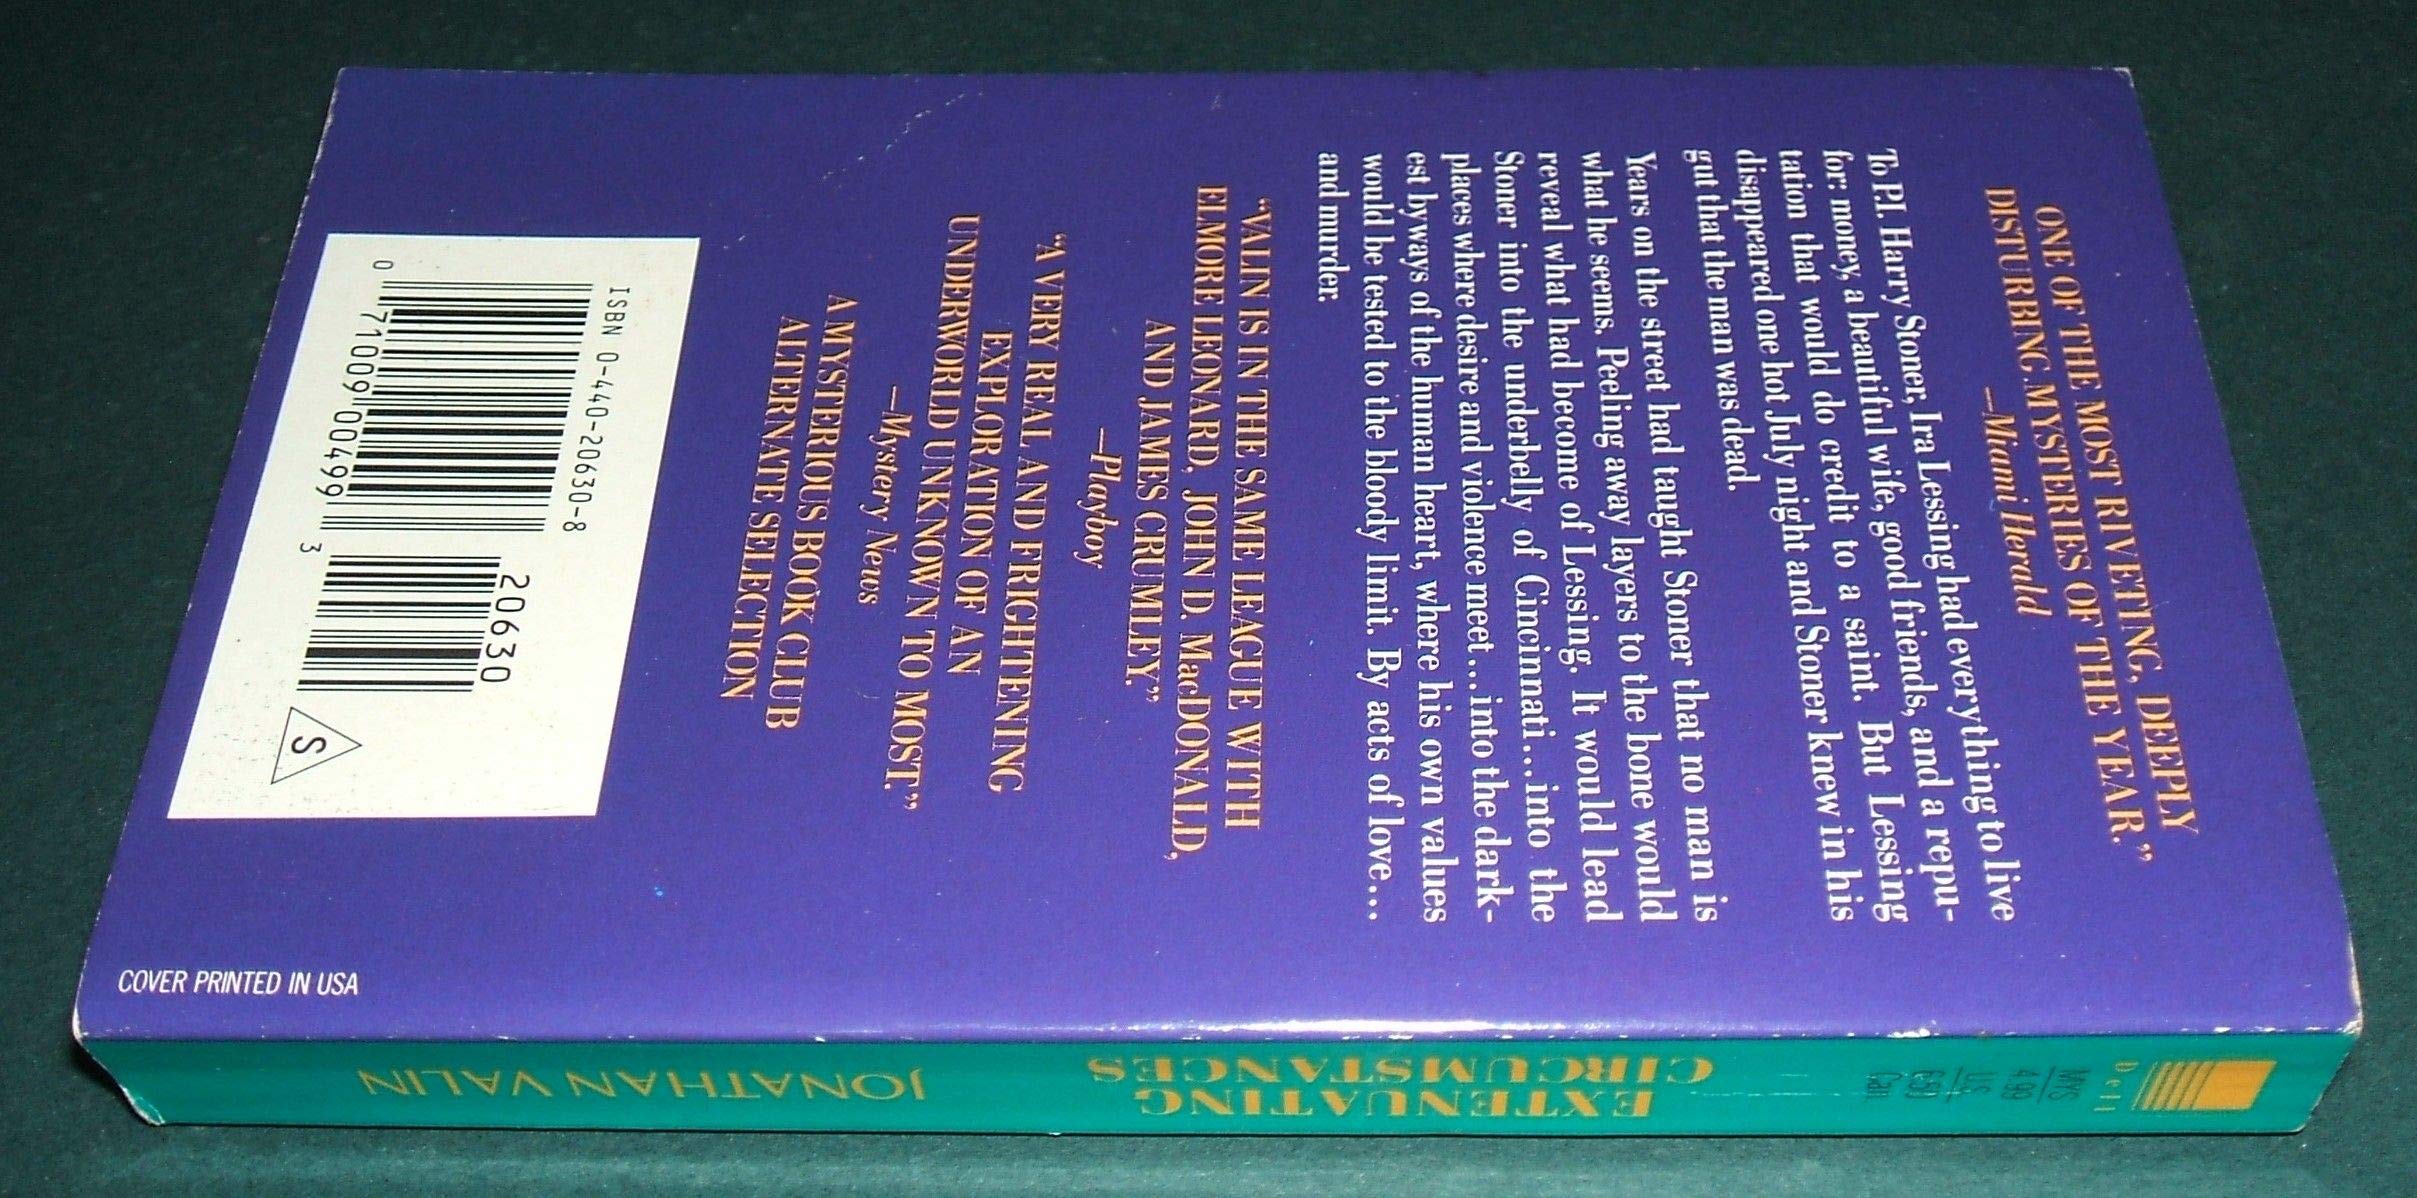 ONE OF THE MOST RIVETING, DEEPLY
DISTURBING MYSTERIES OF THE YEAR.”
—Miami Herald
To P.I. Harry Stoner, Ira Lessing had everything to live
for: money, a beautiful wife, good friends, and a repu-
tation that would do credit to a saint. But Lessing
disappeared one hot July night and Stoner knew in his
gut that the man was dead.
Years on the street had taught Stoner that no man is
what he seems. Peeling away layers to the bone would
reveal what had become of Lessing. It would lead
Stoner into the underbelly of Cincinnati...into the
places where desire and violence meet...into the dark-
est byways of the human heart, where his own values
would be tested to the bloody limit. By acts of love...
and murder.
“VALIN IS IN THE SAME LEAGUE WITH
ELMORE LEONARD, JOHN D. MacDONALD,
AND JAMES CRUMLEY.”
—Playboy
“A VERY REAL AND FRIGHTENING
EXPLORATION OF AN
UNDERWORLD UNKNOWN TO MOST.”
—Mystery News
A MYSTERIOUS BOOK CLUB
ALTERNATE SELECTION
ISBN 0-440-20630-8
20630
0 71009 00499 3
S
COVER PRINTED IN USA
Dell
MYS
4.99
U.S.
5.99
Can.
EXTENUATING
CIRCUMSTANCES
JONATHAN VALIN